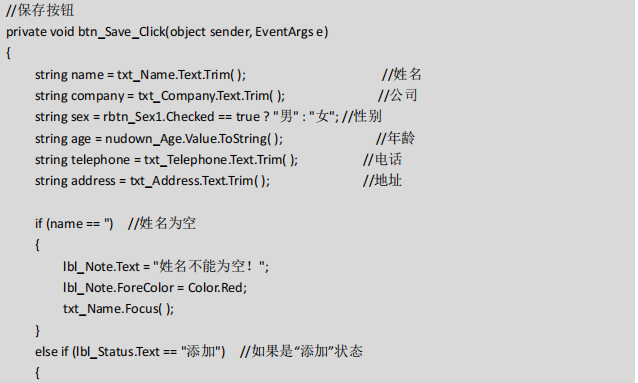 //保存按钮
private void btn_Save_Click(object sender, EventArgs e)
{
string name = txt_Name.Text.Trim( ); //姓名
string company = txt_Company.Text.Trim( ); //公司
string sex = rbtn_Sex1.Checked == true ? "男" : "女"; //性别
string age = nudown_Age.Value.ToString( ); //年龄
string telephone = txt_Telephone.Text.Trim( ); //电话
string address = txt_Address.Text.Trim( ); //地址
if (name == '') //姓名为空
{
lbl_Note.Text = "姓名不能为空！";
lbl_Note.ForeColor = Color.Red;
txt_Name.Focus( );
}
else if (lbl_Status.Text == "添加") //如果是“添加”状态
{